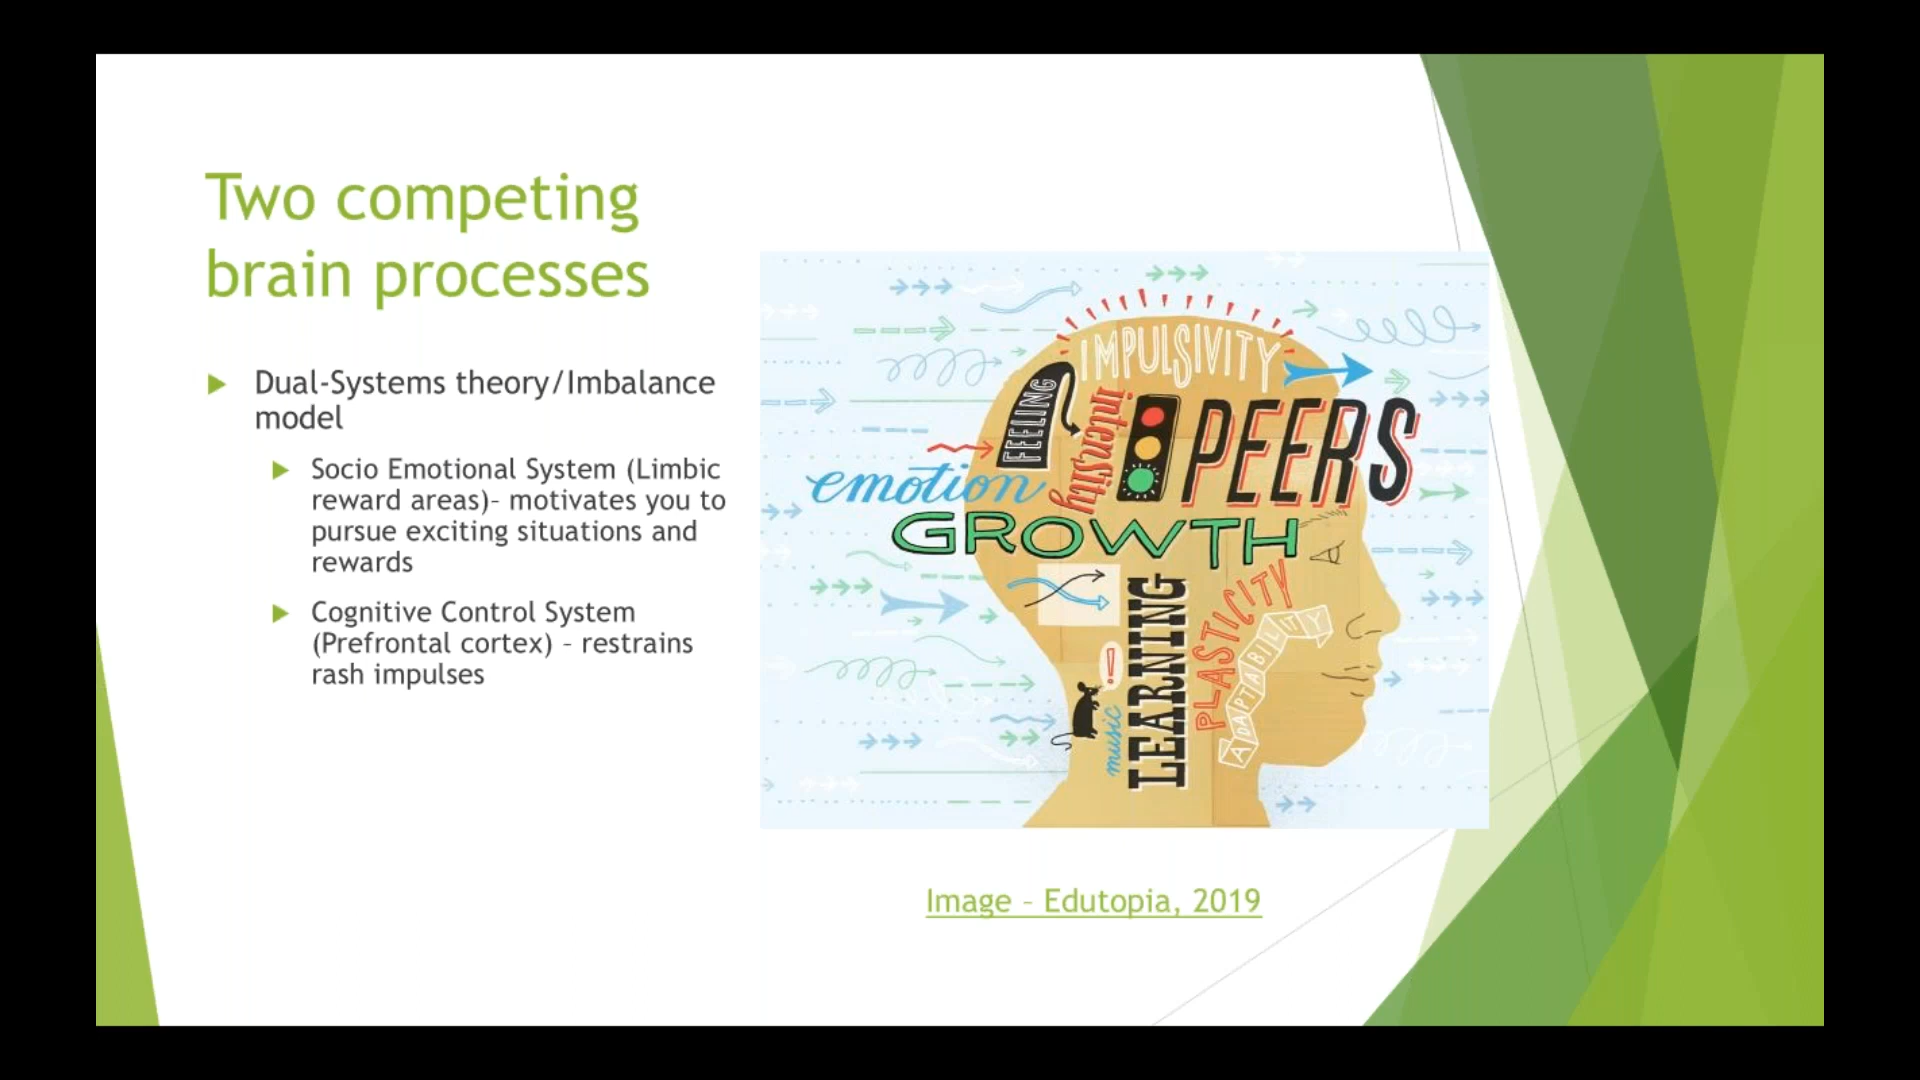 Two competing
brain processes
Dual-Systems theory/Imbalance
model
Socio Emotional System (Limbic
reward areas)– motivates you to
pursue exciting situations and
rewards
Cognitive Control System
(Prefrontal cortex) – restrains
rash impulses
IMPULSIVITY
FEELING
intensity
PEERS
emotion
GROWTH
LEARNING
PLASTICITY
ADAPTABILITY
!
music
Image – Edutopia, 2019